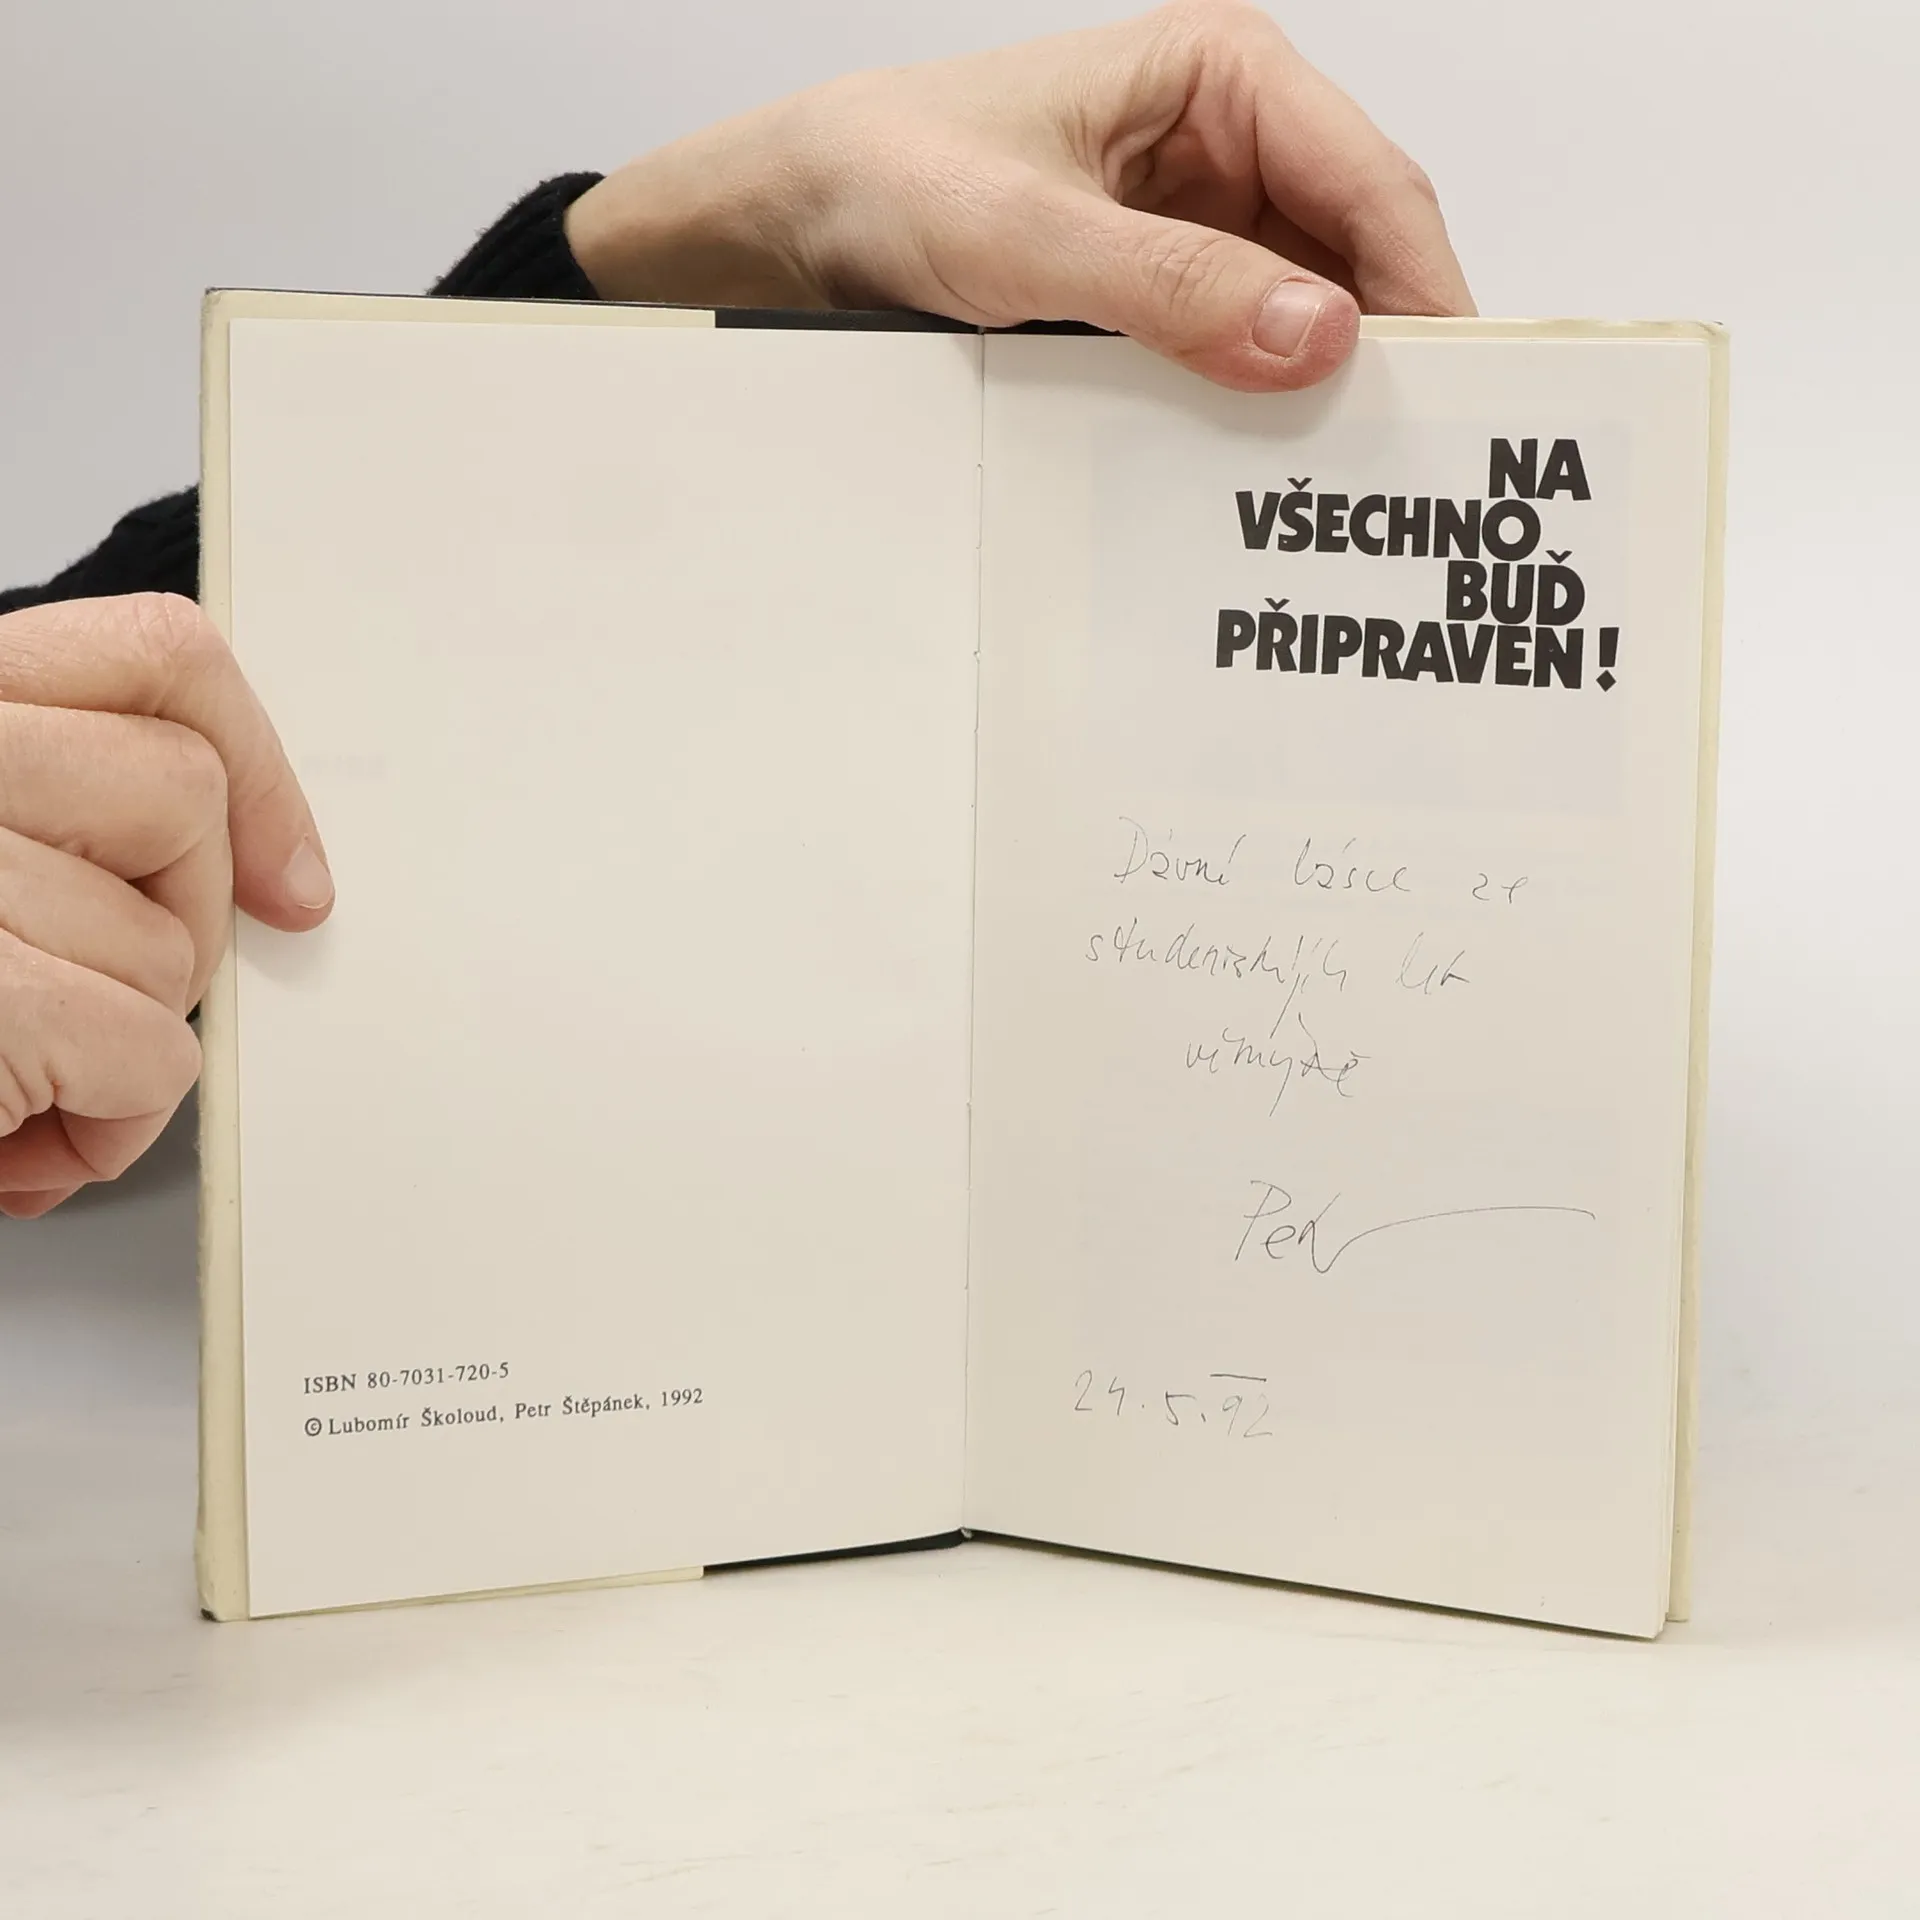 ISBN 80-7031-720-5
© Lubomír Školoud, Petr Štěpánek, 1992
NA
VŠECHNO
BUĎ
PŘIPRAVEN!
Dávní lásce ze
studentských let
Petr
24. 5. 92